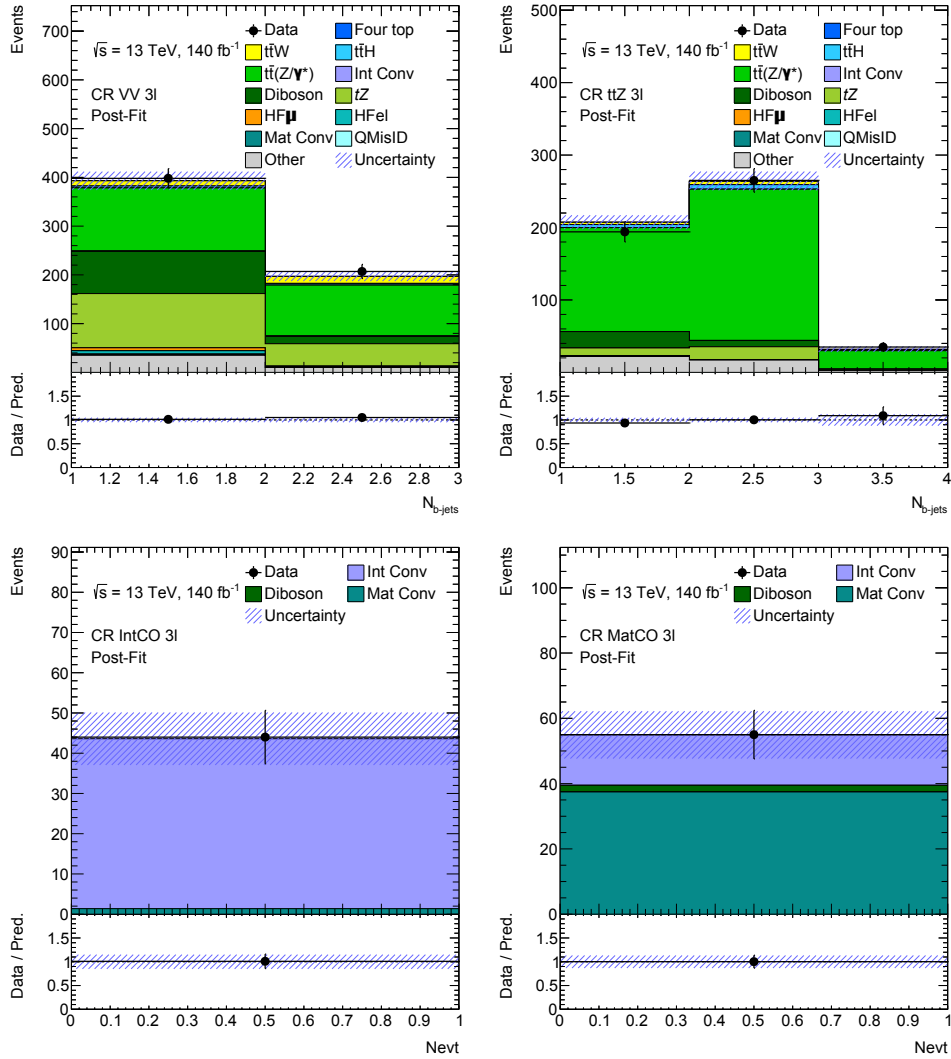 Events
700
600
500
400
300
200
100
√s = 13 TeV, 140 fb⁻¹
CR VV 3l
Post-Fit
Data
tt̄W
tt̄(Z/γ*)
Diboson
HFμ
Mat Conv
Other
Four top
tt̄H
Int Conv
tZ
HFel
QMisID
Uncertainty
Data / Pred.
1.5
1
0.5
0
1 1.2 1.4 1.6 1.8 2 2.2 2.4 2.6 2.8 3
N_b-jets
Events
500
400
300
200
100
√s = 13 TeV, 140 fb⁻¹
CR ttZ 3l
Post-Fit
Data
tt̄W
tt̄(Z/γ*)
Diboson
HFμ
Mat Conv
Other
Four top
tt̄H
Int Conv
tZ
HFel
QMisID
Uncertainty
Data / Pred.
1.5
1
0.5
0
1 1.5 2 2.5 3 3.5 4
N_b-jets
Events
90
80
70
60
50
40
30
20
10
0
√s = 13 TeV, 140 fb⁻¹
CR IntCO 3l
Post-Fit
Data
Diboson
Uncertainty
Int Conv
Mat Conv
Data / Pred.
1.5
1
0.5
0
0 0.1 0.2 0.3 0.4 0.5 0.6 0.7 0.8 0.9 1
Nevt
Events
100
80
60
40
20
0
√s = 13 TeV, 140 fb⁻¹
CR MatCO 3l
Post-Fit
Data
Diboson
Uncertainty
Int Conv
Mat Conv
Data / Pred.
1.5
1
0.5
0
0 0.1 0.2 0.3 0.4 0.5 0.6 0.7 0.8 0.9 1
Nevt